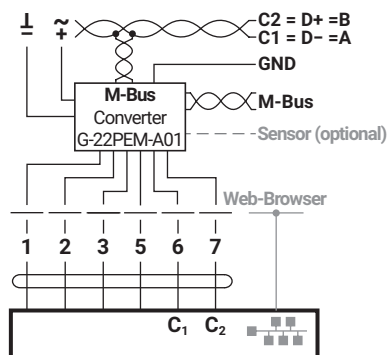 ⊥ ~ C2 = D+ =B
= + C1 = D− =A
GND
M-Bus
Converter
G-22PEM-A01
M-Bus
Sensor (optional)
Web-Browser
1 2 3 5 6 7
C₁ C₂